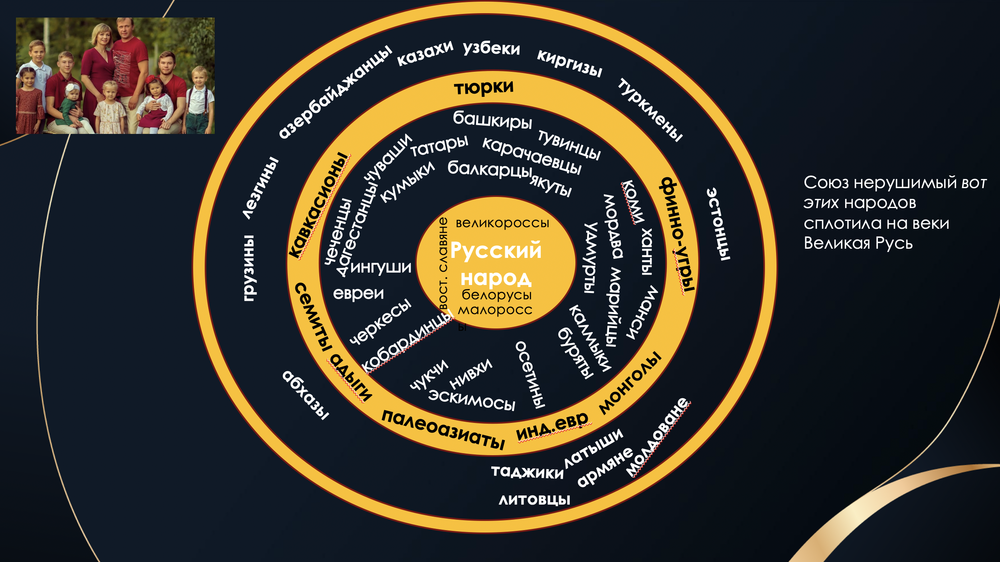 азербайджанцы
казахи
узбеки
киргизы
туркмены
тюрки
башкиры
тувинцы
чуваши
татары
карачаевцы
кумыки
балкарцы
якуты
лезгины
кавкасионы
чеченцы
дагестанцы
ингуши
грузины
вост. славяне
великороссы
Русский
народ
белорусы
малоросс
ы
коми
мордва
удмурты
ханты
марийцы
манси
финно-угры
эстонцы
Союз нерушимый вот
этих народов
сплотила на веки
Великая Русь
семиты
евреи
черкесы
кобардинцы
адыги
абхазы
чукчи
нивхи
эскимосы
палеоазиаты
осетины
инд.евр
калмыки
буряты
монголы
латыши
армяне
молдоване
таджики
литовцы